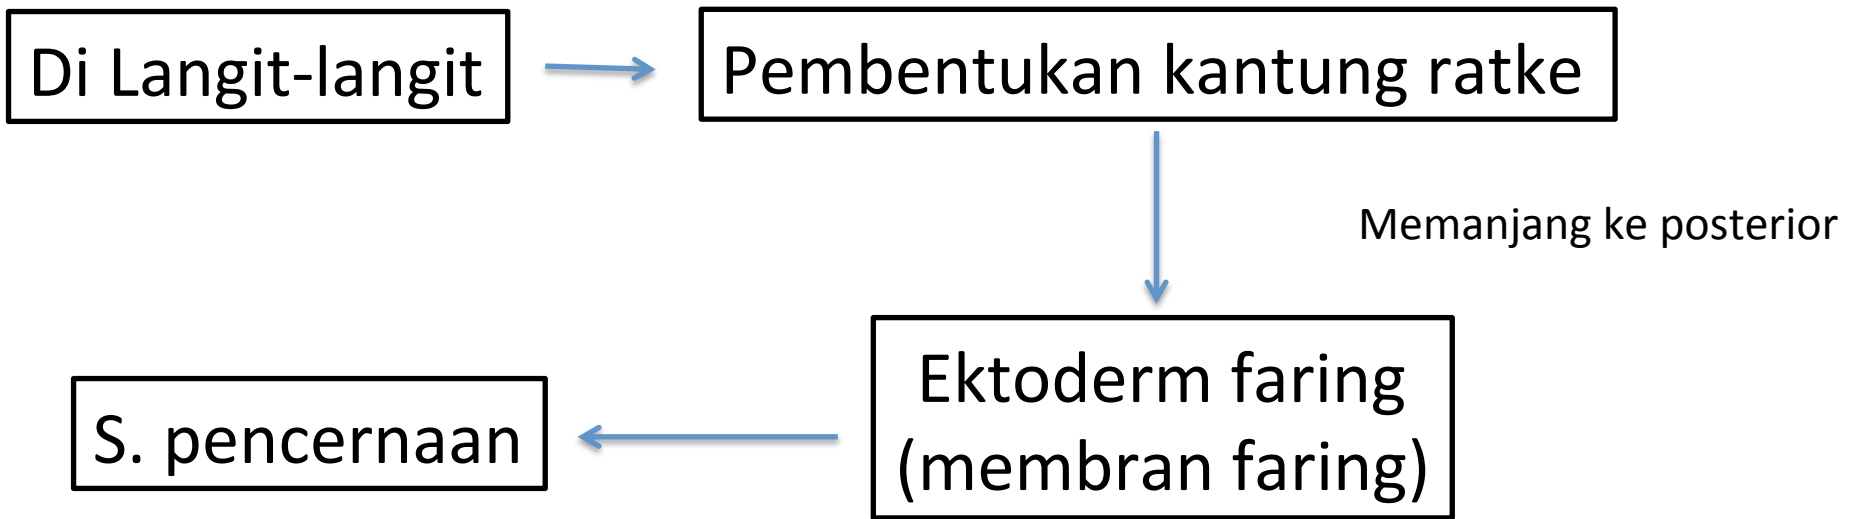 Di Langit-langit
Pembentukan kantung ratke
Memanjang ke posterior
Ektoderm faring
(membran faring)
S. pencernaan